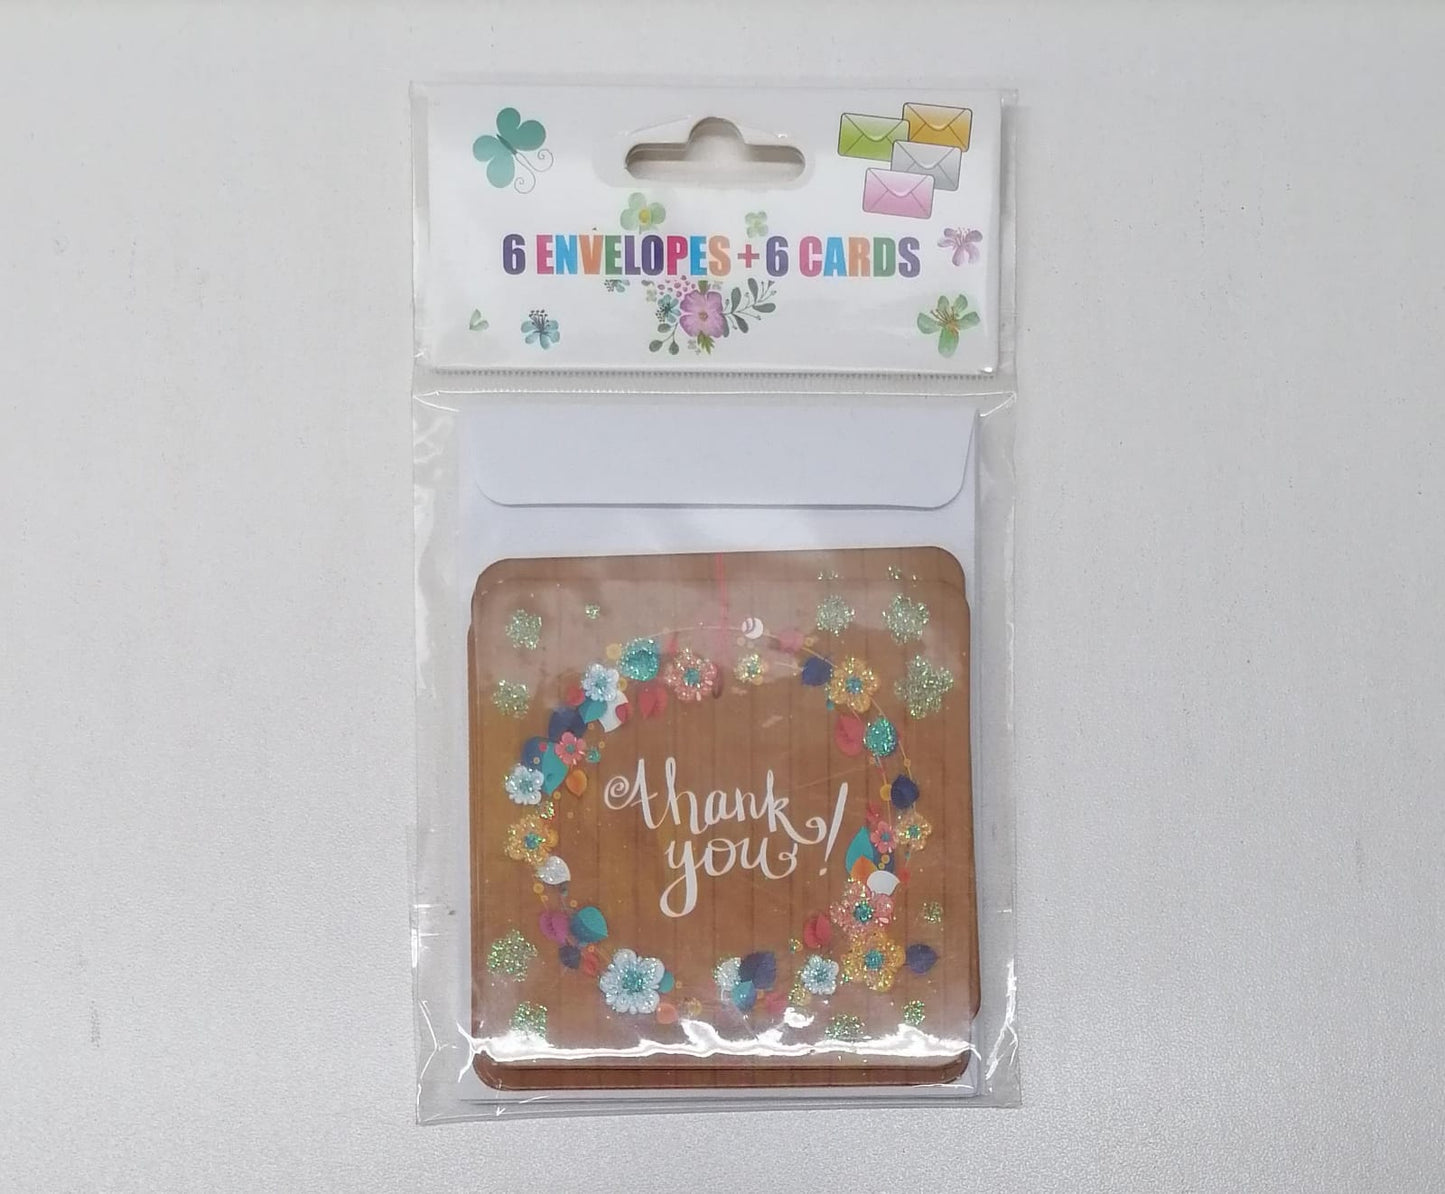 6 ENVELOPES + 6 CARDS
thank
you!